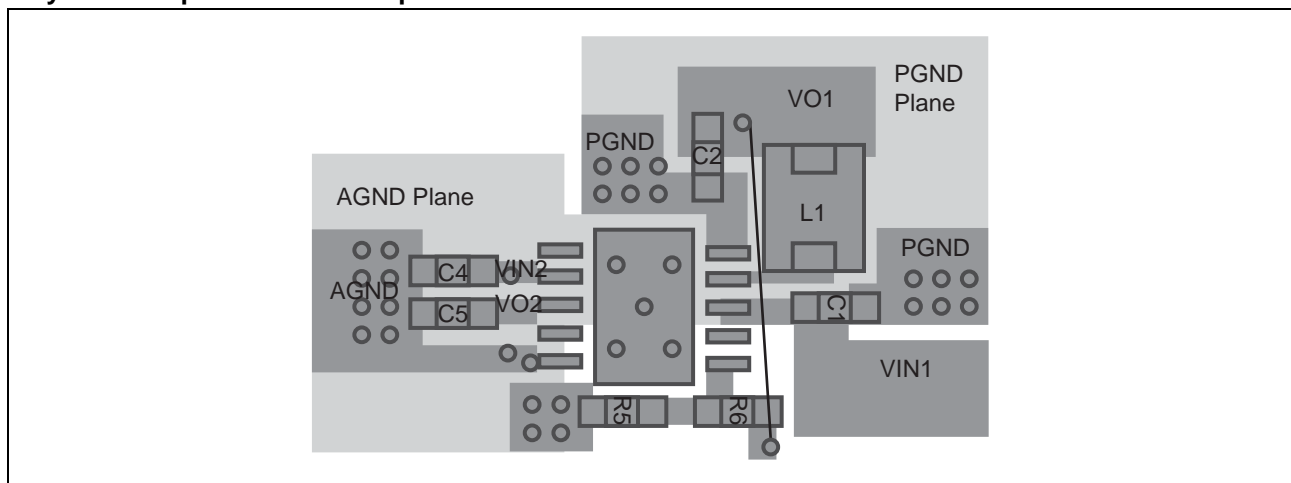 PGND
Plane
VO1
PGND
C2
AGND Plane
L1
PGND
C4
VIN2
AGND
VO2
C5
C1
VIN1
R5
R6